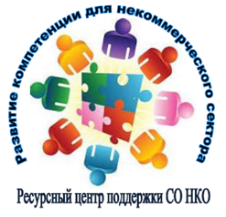 Развитие компетенции для некоммерческого сектора
Ресурсный центр поддержки СО НКО